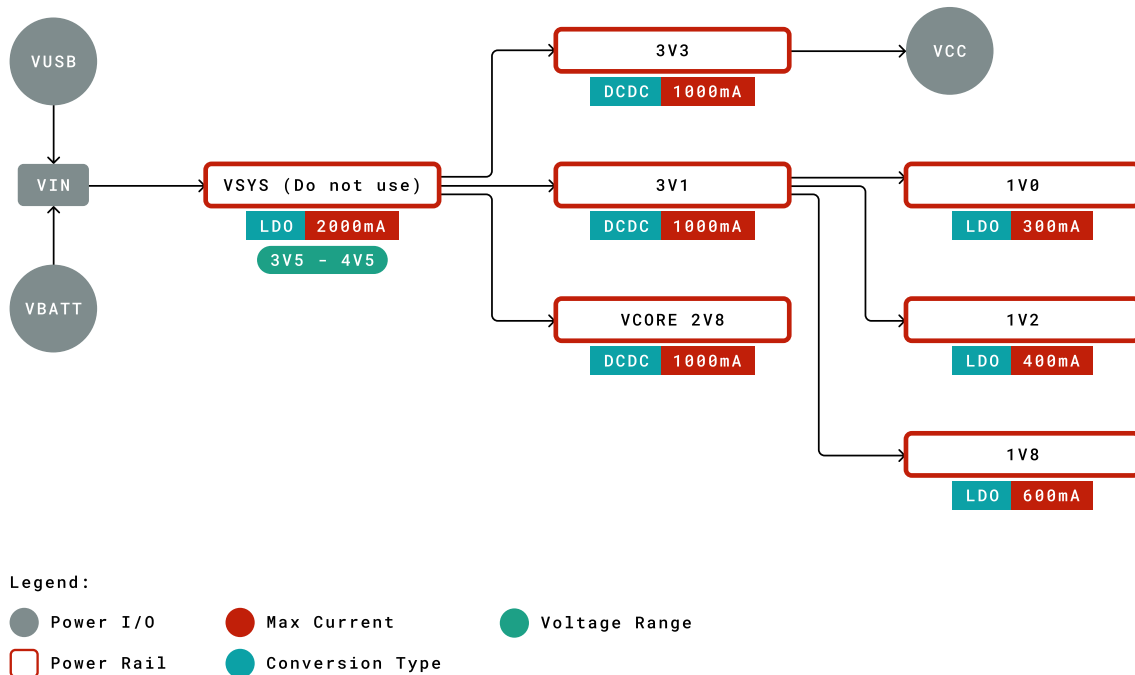 VUSB
3V3
VCC
DCDC 1000mA
VIN
VSYS (Do not use)
3V1
1V0
LDO 2000mA
DCDC 1000mA
LDO 300mA
3V5 - 4V5
VBATT
VCORE 2V8
1V2
DCDC 1000mA
LDO 400mA
1V8
LDO 600mA
Legend:
Power I/O
Max Current
Voltage Range
Power Rail
Conversion Type